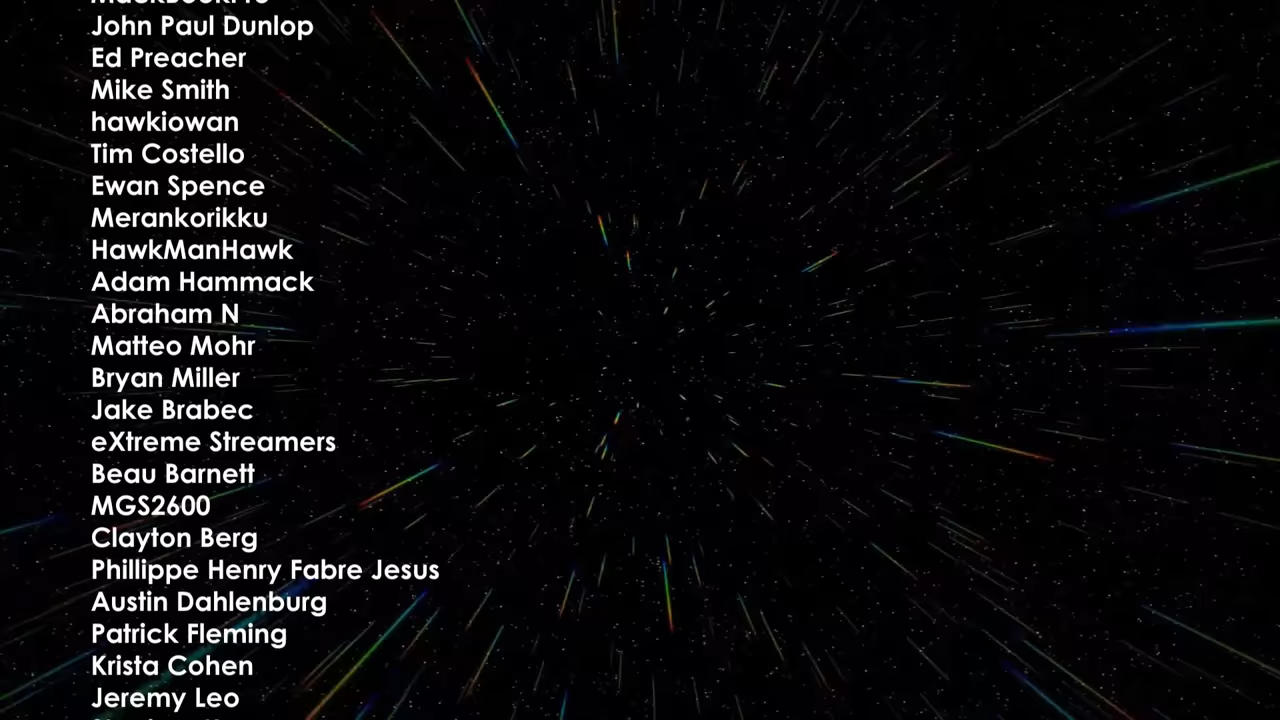 John Paul Dunlop
Ed Preacher
Mike Smith
hawkiowan
Tim Costello
Ewan Spence
Merankorikku
HawkManHawk
Adam Hammack
Abraham N
Matteo Mohr
Bryan Miller
Jake Brabec
eXtreme Streamers
Beau Barnett
MGS2600
Clayton Berg
Phillippe Henry Fabre Jesus
Austin Dahlenburg
Patrick Fleming
Krista Cohen
Jeremy Leo